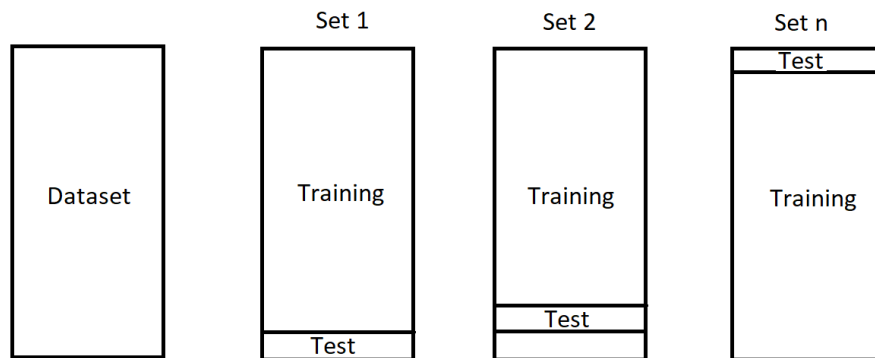 Set 1
Set 2
Set n
Test
Dataset
Training
Training
Training
Test
Test